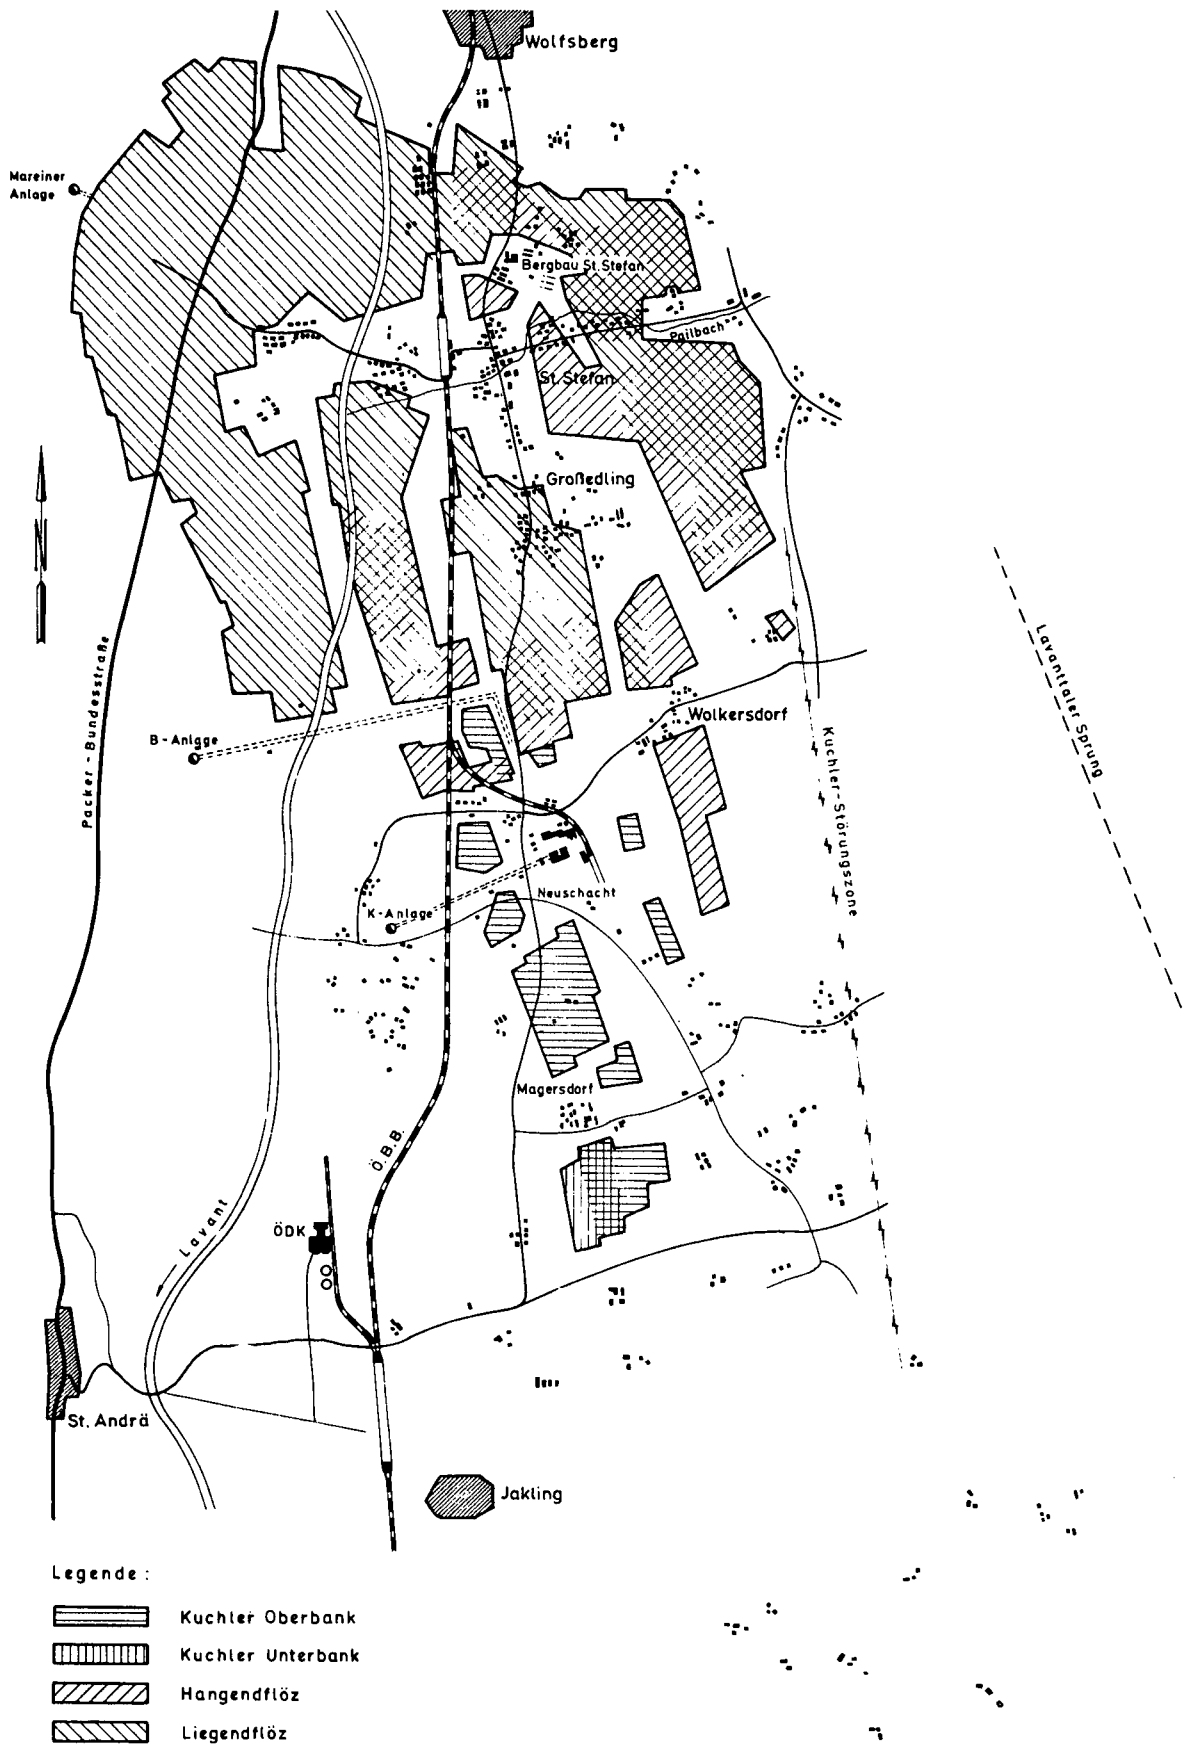 Wolfsberg
Mareiner
Anlage
Bergbau St. Stefan
Pailbach
St. Stefan
Großedling
N
Packer-Bundesstraße
Lavanttaler Sprung
B-Anlage
Wolkersdorf
Kuchler-Störungszone
Neuschacht
K-Anlage
Magersdorf
Ö.B.B.
Lavant
ÖDK
St. Andrä
Jakling
Legende :
Kuchler Oberbank
Kuchler Unterbank
Hangendflöz
Liegendflöz